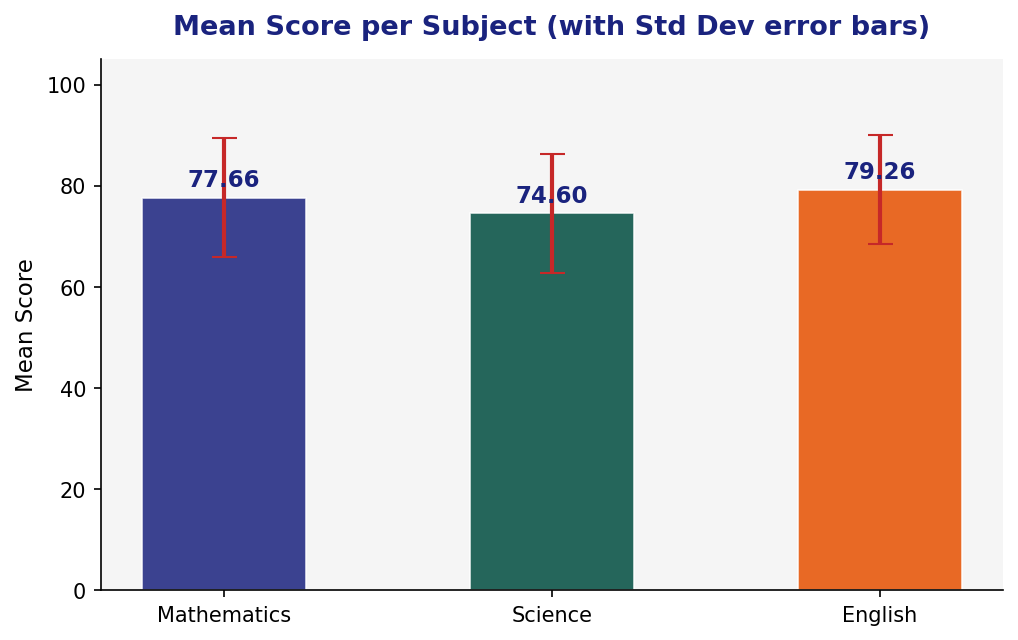 Mean Score per Subject (with Std Dev error bars)
100
80
60
40
20
0
Mean Score
77.66
74.60
79.26
Mathematics
Science
English